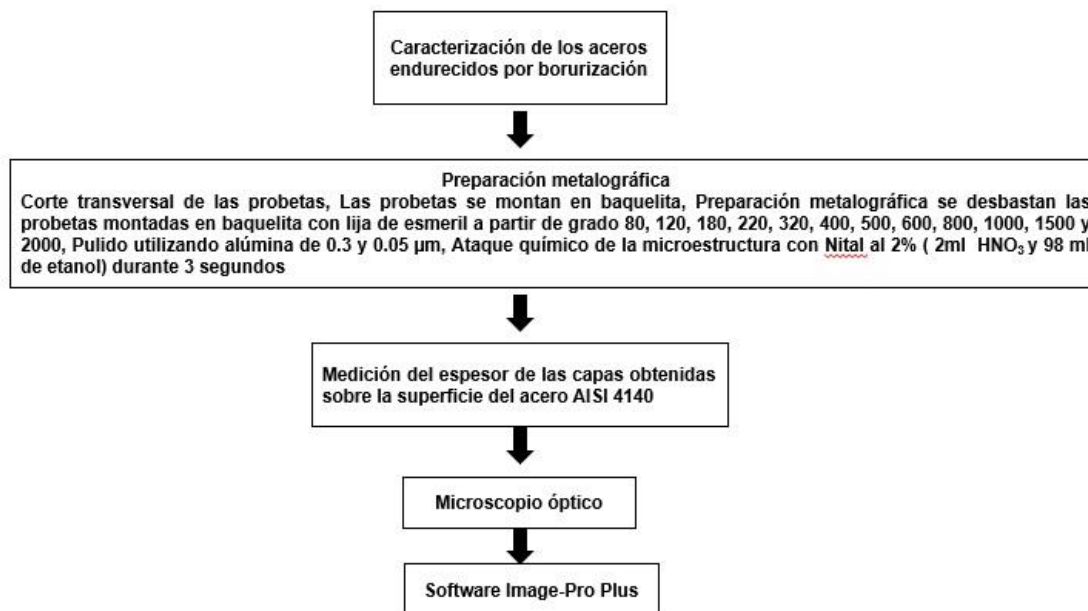 Caracterización de los aceros
endurecidos por borurización
Preparación metalográfica
Corte transversal de las probetas, Las probetas se montan en baquelita, Preparación metalográfica se desbastan las
probetas montadas en baquelita con lija de esmeril a partir de grado 80, 120, 180, 220, 320, 400, 500, 600, 800, 1000, 1500 y
2000, Pulido utilizando alúmina de 0.3 y 0.05 µm, Ataque químico de la microestructura con Nital al 2% ( 2ml HNO₃ y 98 ml
de etanol) durante 3 segundos
Medición del espesor de las capas obtenidas
sobre la superficie del acero AISI 4140
Microscopio óptico
Software Image-Pro Plus